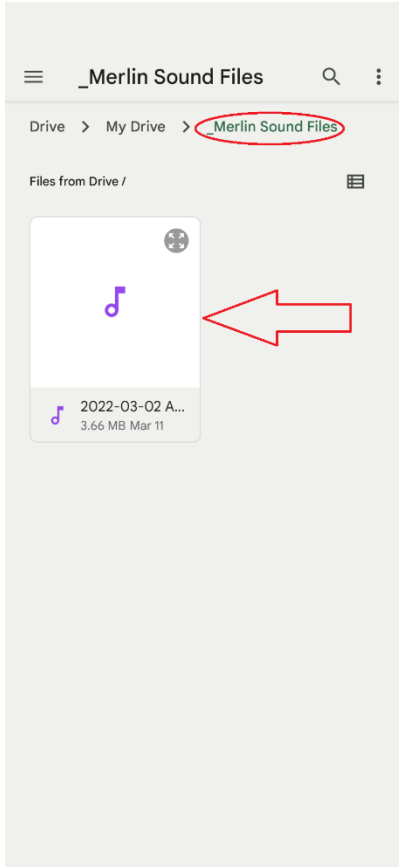 _Merlin Sound Files
Drive > My Drive > _Merlin Sound Files
Files from Drive /
2022-03-02 A...
3.66 MB Mar 11